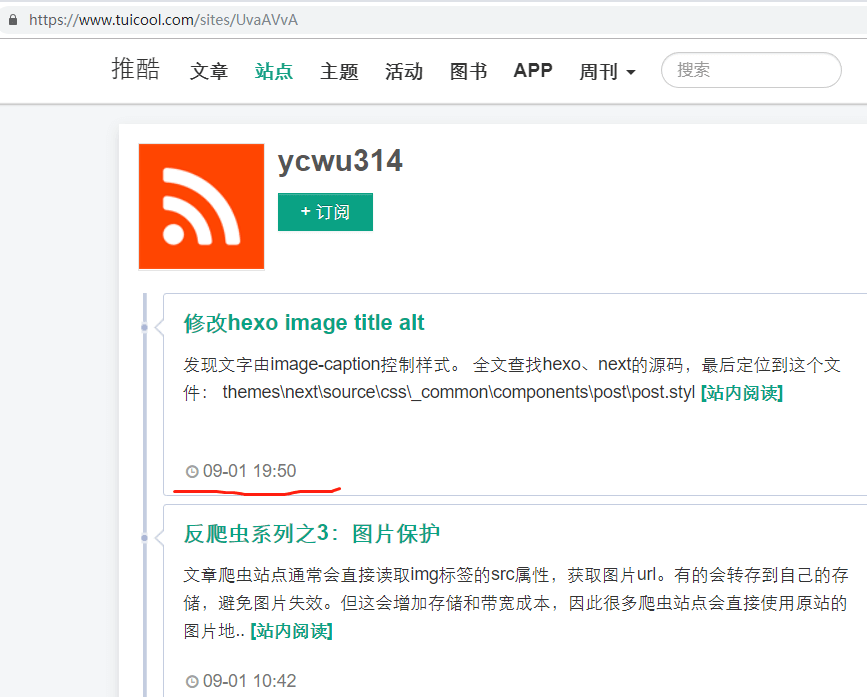 https://www.tuicool.com/sites/UvaAVvA
推酷 文章 站点 主题 活动 图书 APP 周刊 搜索
ycwu314
+ 订阅
修改hexo image title alt
发现文字由image-caption控制样式。 全文查找hexo、next的源码，最后定位到这个文
件： themes\next\source\css\_common\components\post\post.styl [站内阅读]
09-01 19:50
反爬虫系列之3：图片保护
文章爬虫站点通常会直接读取img标签的src属性，获取图片url。有的会转存到自己的存
储，避免图片失效。但这会增加存储和带宽成本，因此很多爬虫站点会直接使用原站的
图片地.. [站内阅读]
09-01 10:42